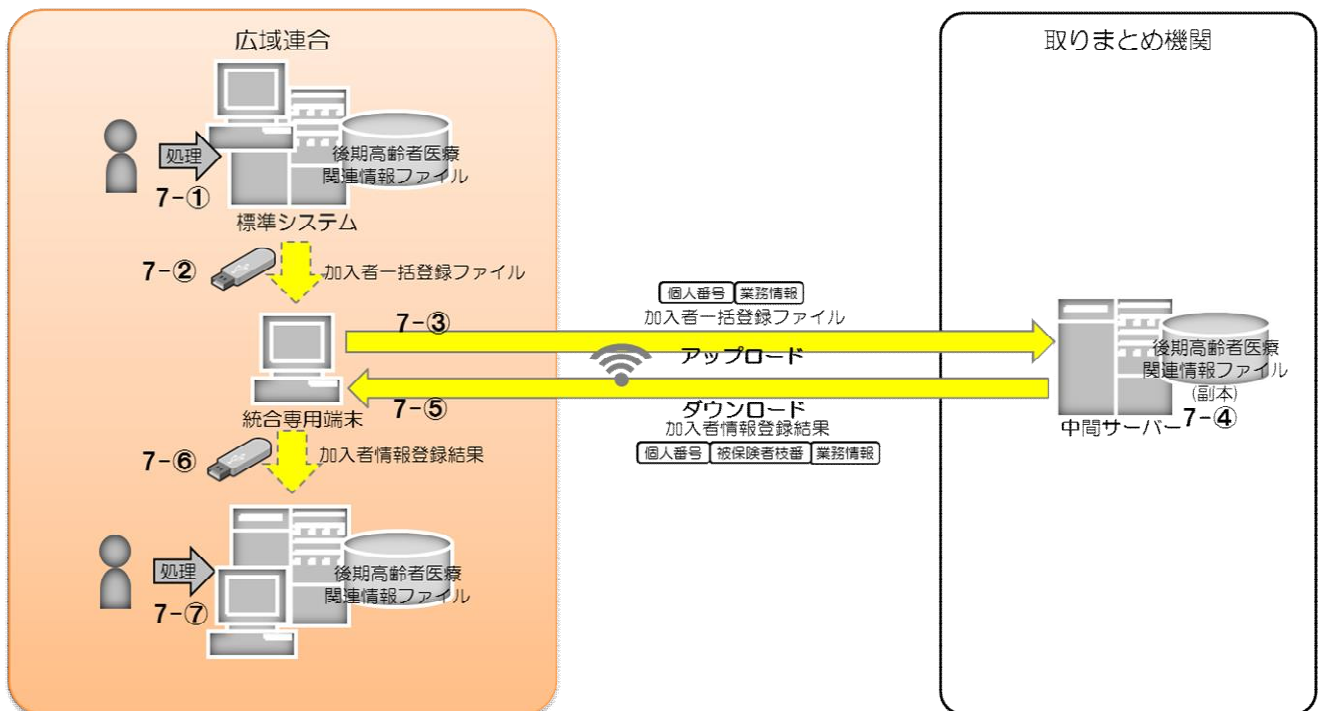 広域連合
処理
7-①
後期高齢者医療
関連情報ファイル
標準システム
7-②
加入者一括登録ファイル
統合専用端末
7-③
個人番号 業務情報
加入者一括登録ファイル
アップロード
7-⑤
ダウンロード
加入者情報登録結果
個人番号 被保険者枝番 業務情報
7-⑥
加入者情報登録結果
処理
7-⑦
後期高齢者医療
関連情報ファイル
取りまとめ機関
後期高齢者医療
関連情報ファイル
(副本)
7-④
中間サーバー